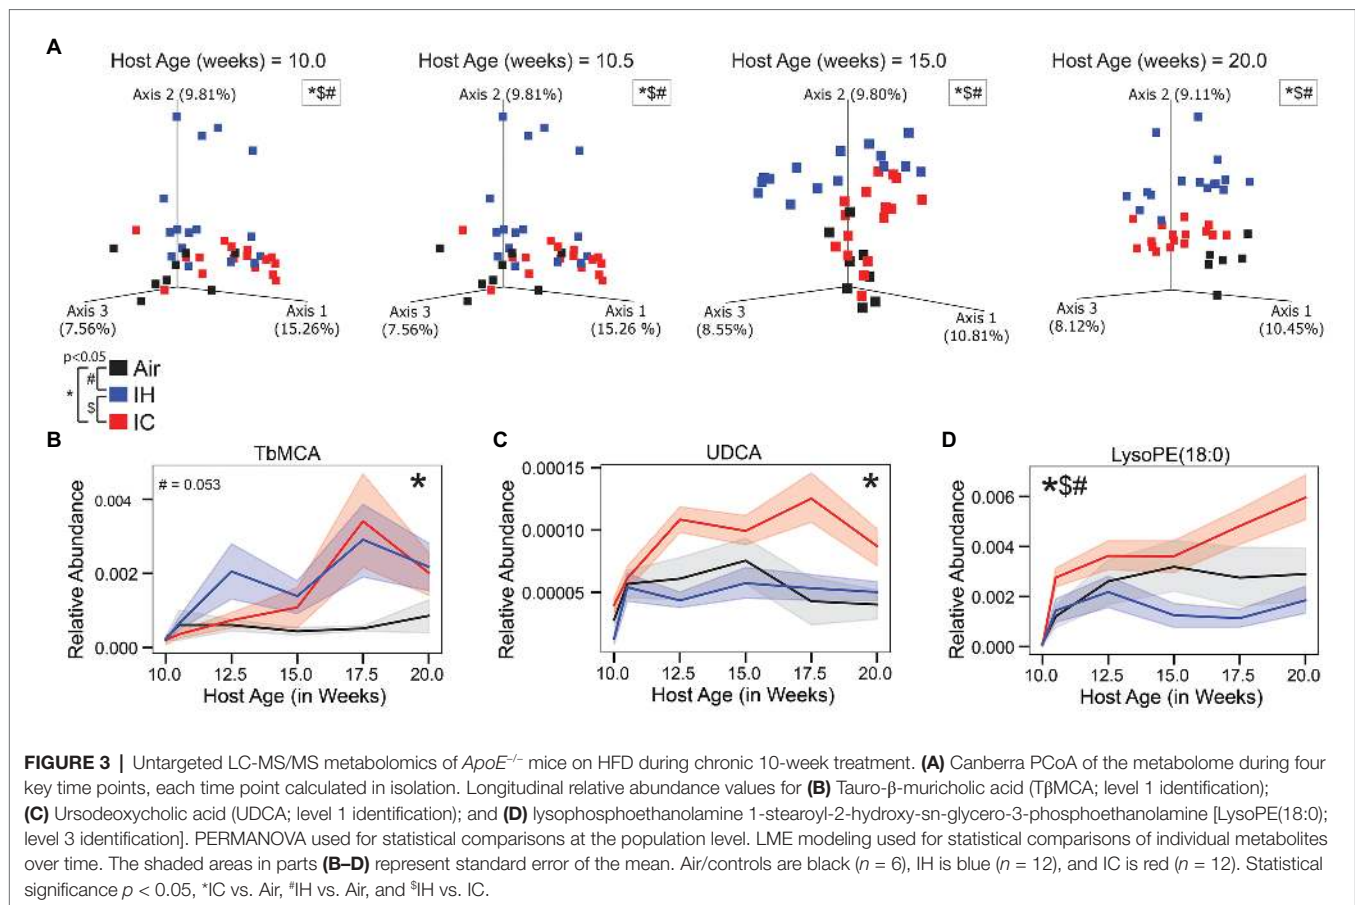 A
Host Age (weeks) = 10.0
Host Age (weeks) = 10.5
Host Age (weeks) = 15.0
Host Age (weeks) = 20.0
Axis 2 (9.81%)
*$#
Axis 2 (9.81%)
*$#
Axis 2 (9.80%)
*$#
Axis 2 (9.11%)
*$#
Axis 3
(7.56%)
Axis 1
(15.26%)
Axis 3
(7.56%)
Axis 1
(15.26 %)
Axis 3
(8.55%)
Axis 1
(10.81%)
Axis 3
(8.12%)
Axis 1
(10.45%)
p<0.05
Air
#
IH
*
$
IC
B
TbMCA
# = 0.053
*
Relative Abundance
0.004
0.002
0.000
10.0
12.5
15.0
17.5
20.0
Host Age (in Weeks)
C
UDCA
*
Relative Abundance
0.00015
0.00010
0.00005
10.0
12.5
15.0
17.5
20.0
Host Age (in Weeks)
D
LysoPE(18:0)
*$#
Relative Abundance
0.006
0.004
0.002
0.000
10.0
12.5
15.0
17.5
20.0
Host Age (in Weeks)
FIGURE 3 | Untargeted LC-MS/MS metabolomics of ApoE−/− mice on HFD during chronic 10-week treatment. (A) Canberra PCoA of the metabolome during four
key time points, each time point calculated in isolation. Longitudinal relative abundance values for (B) Tauro-β-muricholic acid (TβMCA; level 1 identification);
(C) Ursodeoxycholic acid (UDCA; level 1 identification); and (D) lysophosphoethanolamine 1-stearoyl-2-hydroxy-sn-glycero-3-phosphoethanolamine [LysoPE(18:0);
level 3 identification]. PERMANOVA used for statistical comparisons at the population level. LME modeling used for statistical comparisons of individual metabolites
over time. The shaded areas in parts (B–D) represent standard error of the mean. Air/controls are black (n = 6), IH is blue (n = 12), and IC is red (n = 12). Statistical
significance p < 0.05, *IC vs. Air, #IH vs. Air, and $IH vs. IC.